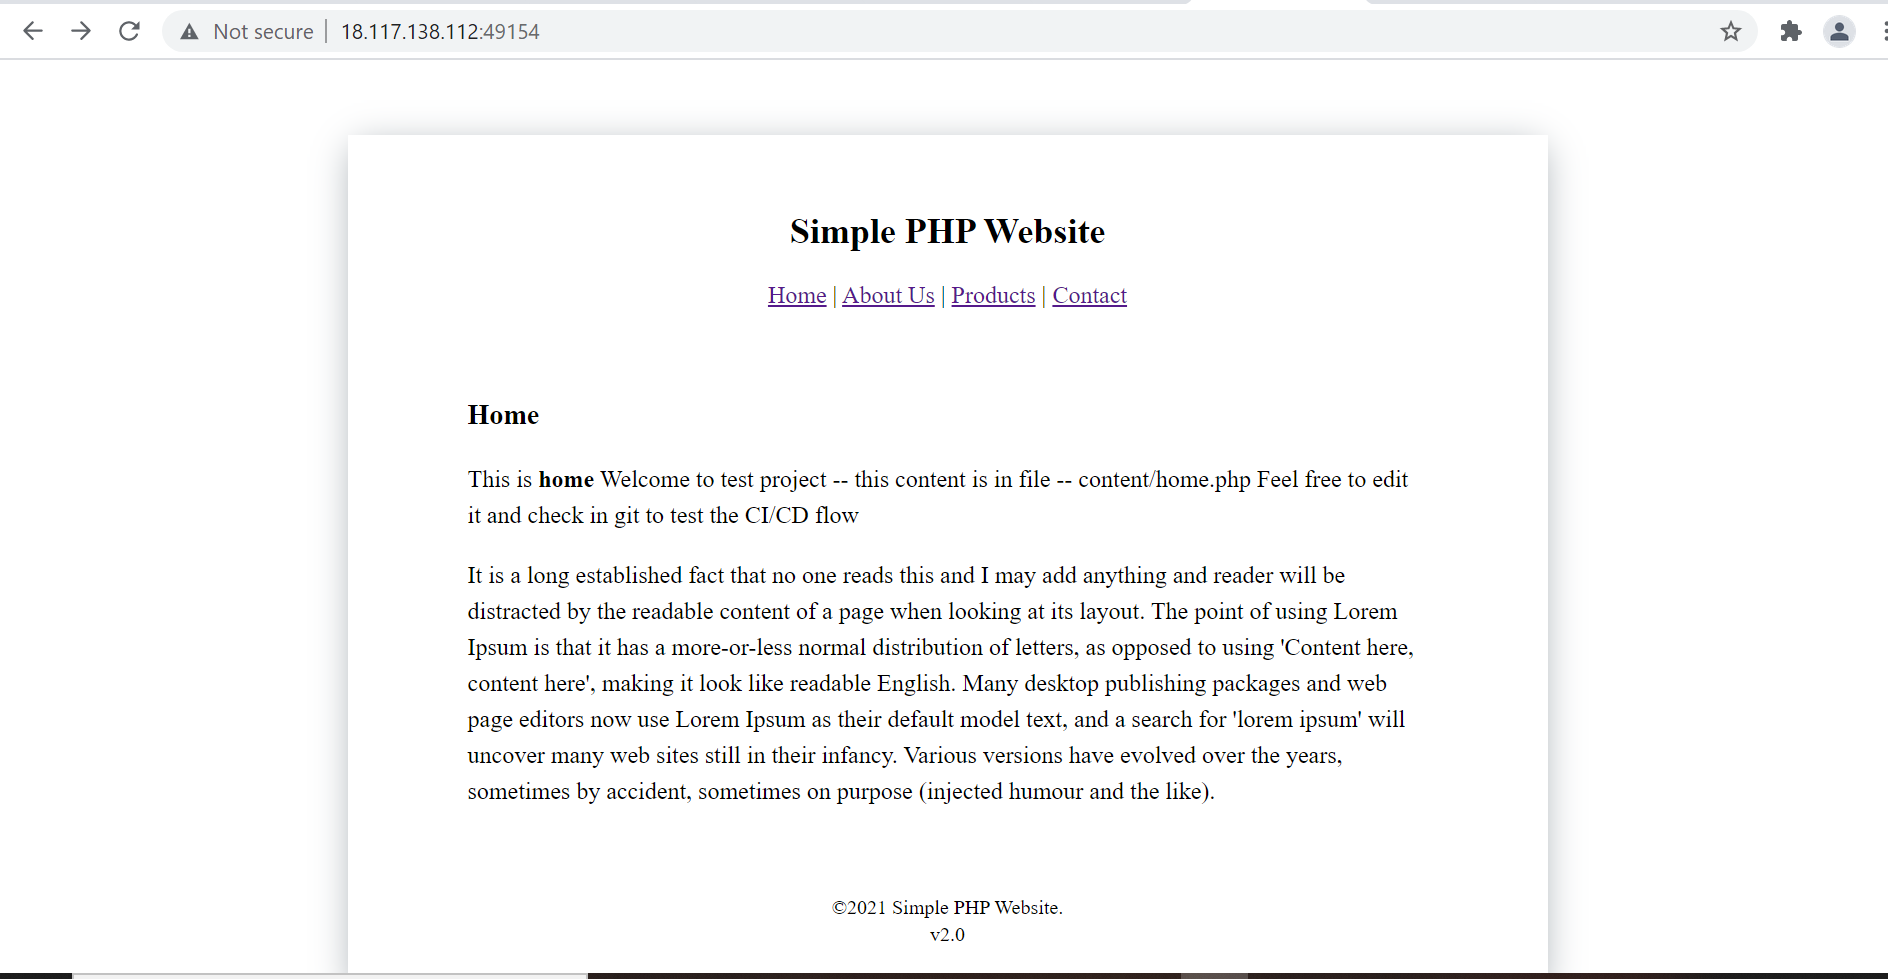 Not secure | 18.117.138.112:49154
Simple PHP Website
Home | About Us | Products | Contact
Home
This is home Welcome to test project -- this content is in file -- content/home.php Feel free to edit
it and check in git to test the CI/CD flow
It is a long established fact that no one reads this and I may add anything and reader will be
distracted by the readable content of a page when looking at its layout. The point of using Lorem
Ipsum is that it has a more-or-less normal distribution of letters, as opposed to using 'Content here,
content here', making it look like readable English. Many desktop publishing packages and web
page editors now use Lorem Ipsum as their default model text, and a search for 'lorem ipsum' will
uncover many web sites still in their infancy. Various versions have evolved over the years,
sometimes by accident, sometimes on purpose (injected humour and the like).
©2021 Simple PHP Website.
v2.0